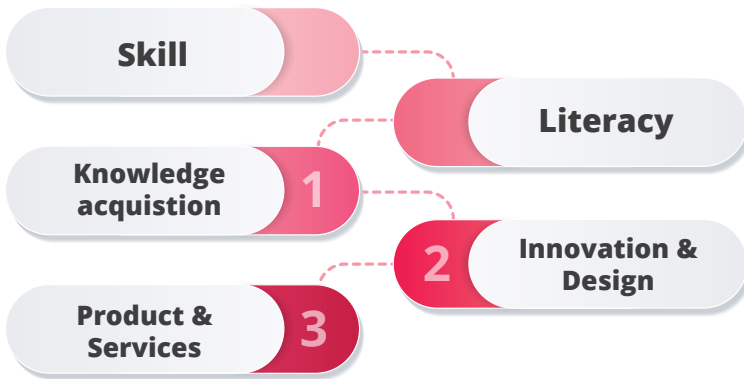 Skill
Literacy
Knowledge
acquistion
1
2
Innovation &
Design
Product &
Services
3